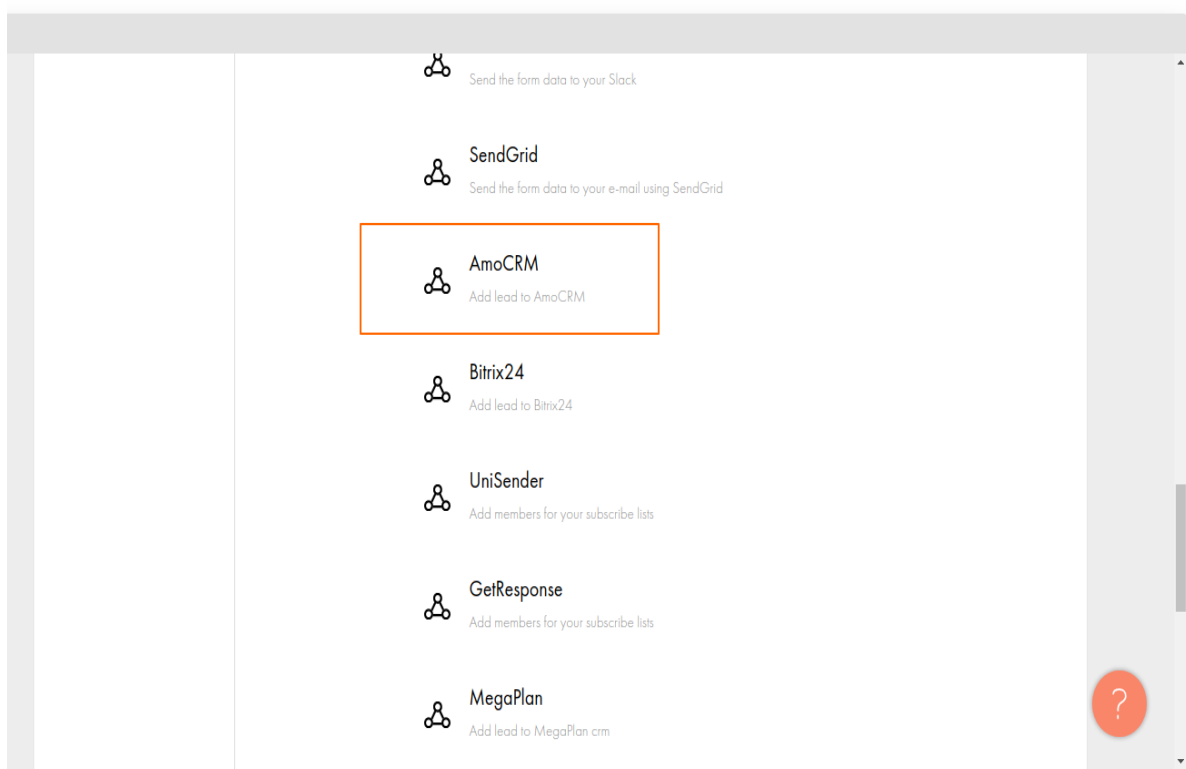 Send the form data to your Slack
SendGrid
Send the form data to your e-mail using SendGrid
AmoCRM
Add lead to AmoCRM
Bitrix24
Add lead to Bitrix24
UniSender
Add members for your subscribe lists
GetResponse
Add members for your subscribe lists
MegaPlan
Add lead to MegaPlan crm
?